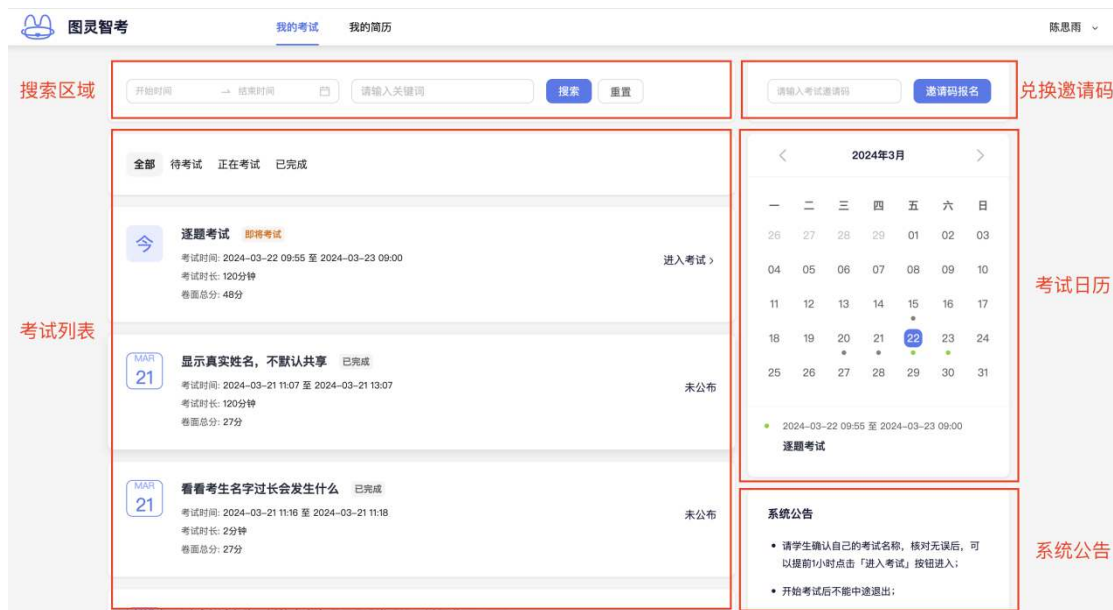 图灵智考
我的考试 我的简历
陈思雨
搜索区域
开始时间 → 结束时间
请输入关键词
搜索 重置
请输入考试邀请码
邀请码报名
兑换邀请码
考试列表
全部 待考试 正在考试 已完成
今
逐题考试 即将考试
考试时间: 2024-03-22 09:55 至 2024-03-23 09:00
考试时长: 120分钟
卷面总分: 48分
进入考试 >
MAR
21
显示真实姓名，不默认共享 已完成
考试时间: 2024-03-21 11:07 至 2024-03-21 13:07
考试时长: 120分钟
卷面总分: 27分
未公布
MAR
21
看看考生名字过长会发生什么 已完成
考试时间: 2024-03-21 11:16 至 2024-03-21 11:18
考试时长: 2分钟
卷面总分: 27分
未公布
考试日历
< 2024年3月 >
一 二 三 四 五 六 日
26 27 28 29 01 02 03
04 05 06 07 08 09 10
11 12 13 14 15 16 17
18 19 20 21 22 23 24
25 26 27 28 29 30 31
2024-03-22 09:55 至 2024-03-23 09:00
逐题考试
系统公告
系统公告
• 请学生确认自己的考试名称，核对无误后，可
以提前1小时点击「进入考试」按钮进入；
• 开始考试后不能中途退出；